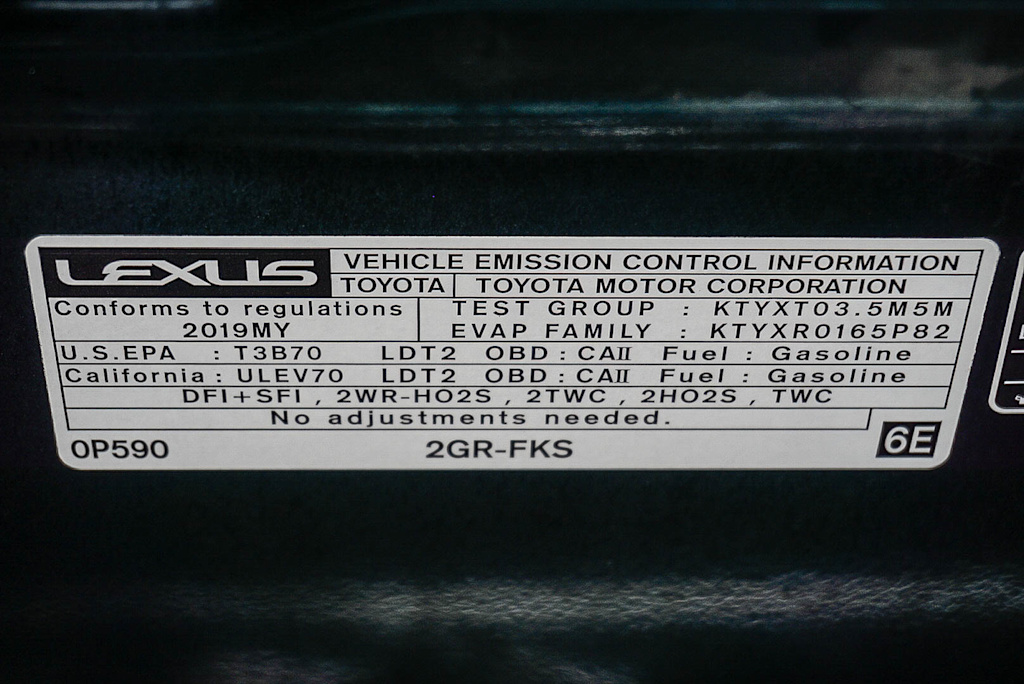 LEXUS VEHICLE EMISSION CONTROL INFORMATION
TOYOTA TOYOTA MOTOR CORPORATION
Conforms to regulations
2019MY
TEST GROUP : KTYXT03.5M5M
EVAP FAMILY : KTYXR0165P82
U.S.EPA : T3B70 LDT2 OBD : CAII Fuel : Gasoline
California : ULEV70 LDT2 OBD : CAII Fuel : Gasoline
DFI+SFI , 2WR-HO2S , 2TWC , 2HO2S , TWC
No adjustments needed.
0P590 2GR-FKS 6E